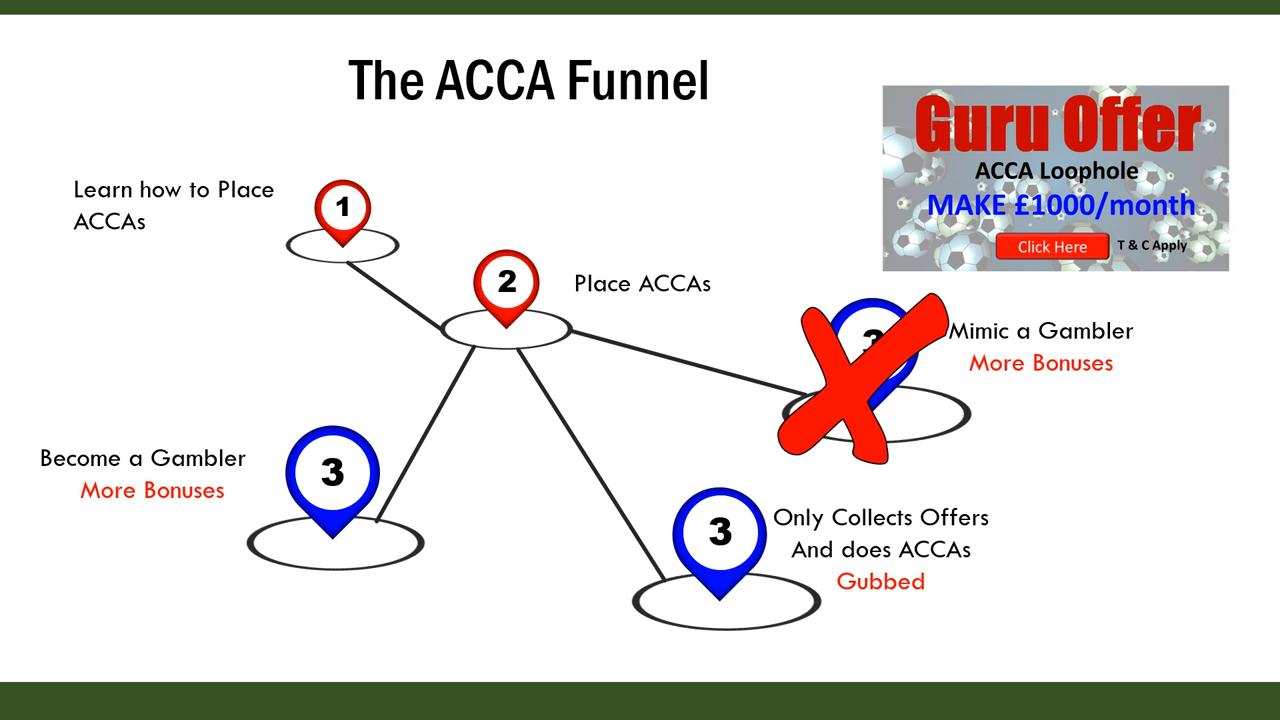 The ACCA Funnel
Guru Offer
ACCA Loophole
MAKE £1000/month
Click Here
T & C Apply
Learn how to Place
ACCAs
1
2
Place ACCAs
3
Mimic a Gambler
More Bonuses
Become a Gambler
More Bonuses
3
3
Only Collects Offers
And does ACCAs
Gubbed